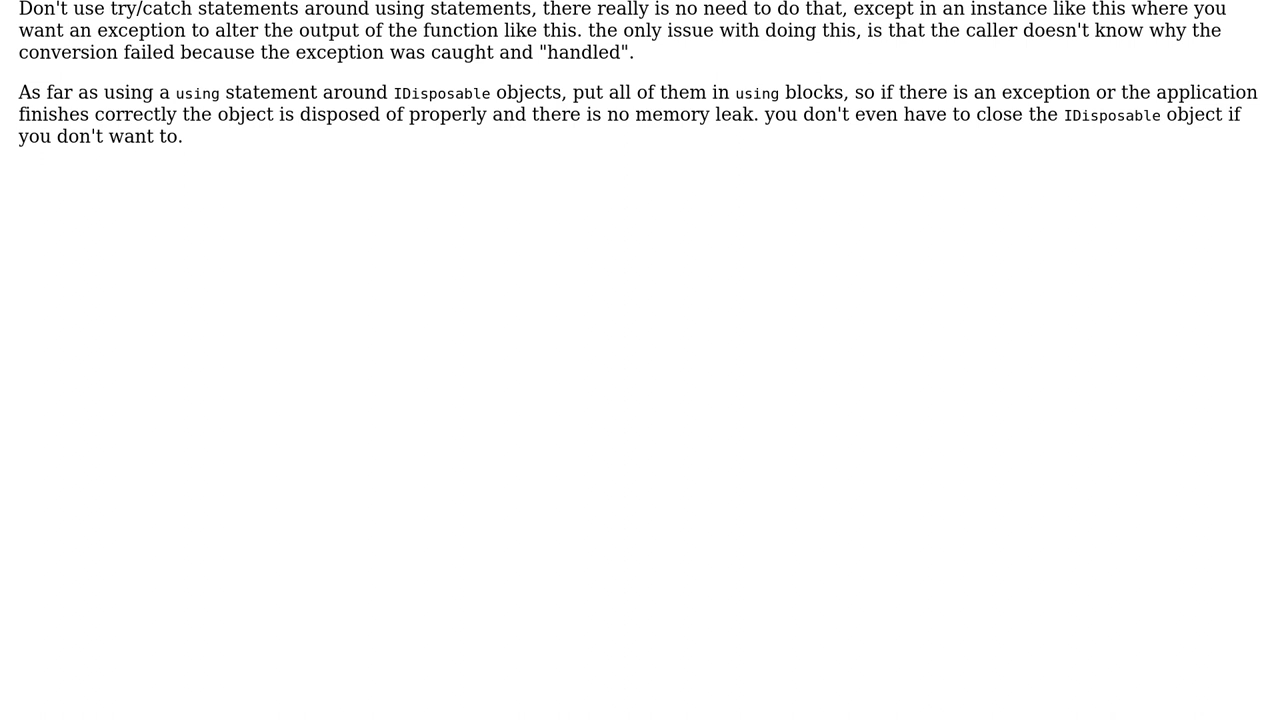 Don't use try/catch statements around using statements, there really is no need to do that, except in an instance like this where you
want an exception to alter the output of the function like this. the only issue with doing this, is that the caller doesn't know why the
conversion failed because the exception was caught and "handled".
As far as using a using statement around IDisposable objects, put all of them in using blocks, so if there is an exception or the application
finishes correctly the object is disposed of properly and there is no memory leak. you don't even have to close the IDisposable object if
you don't want to.